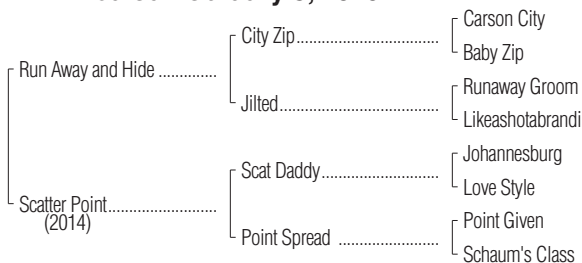 Carson City
City Zip
Baby Zip
Run Away and Hide
Runaway Groom
Jilted
Likeashotabrandi
Johannesburg
Scat Daddy
Love Style
Scatter Point
(2014)
Point Given
Point Spread
Schaum's Class